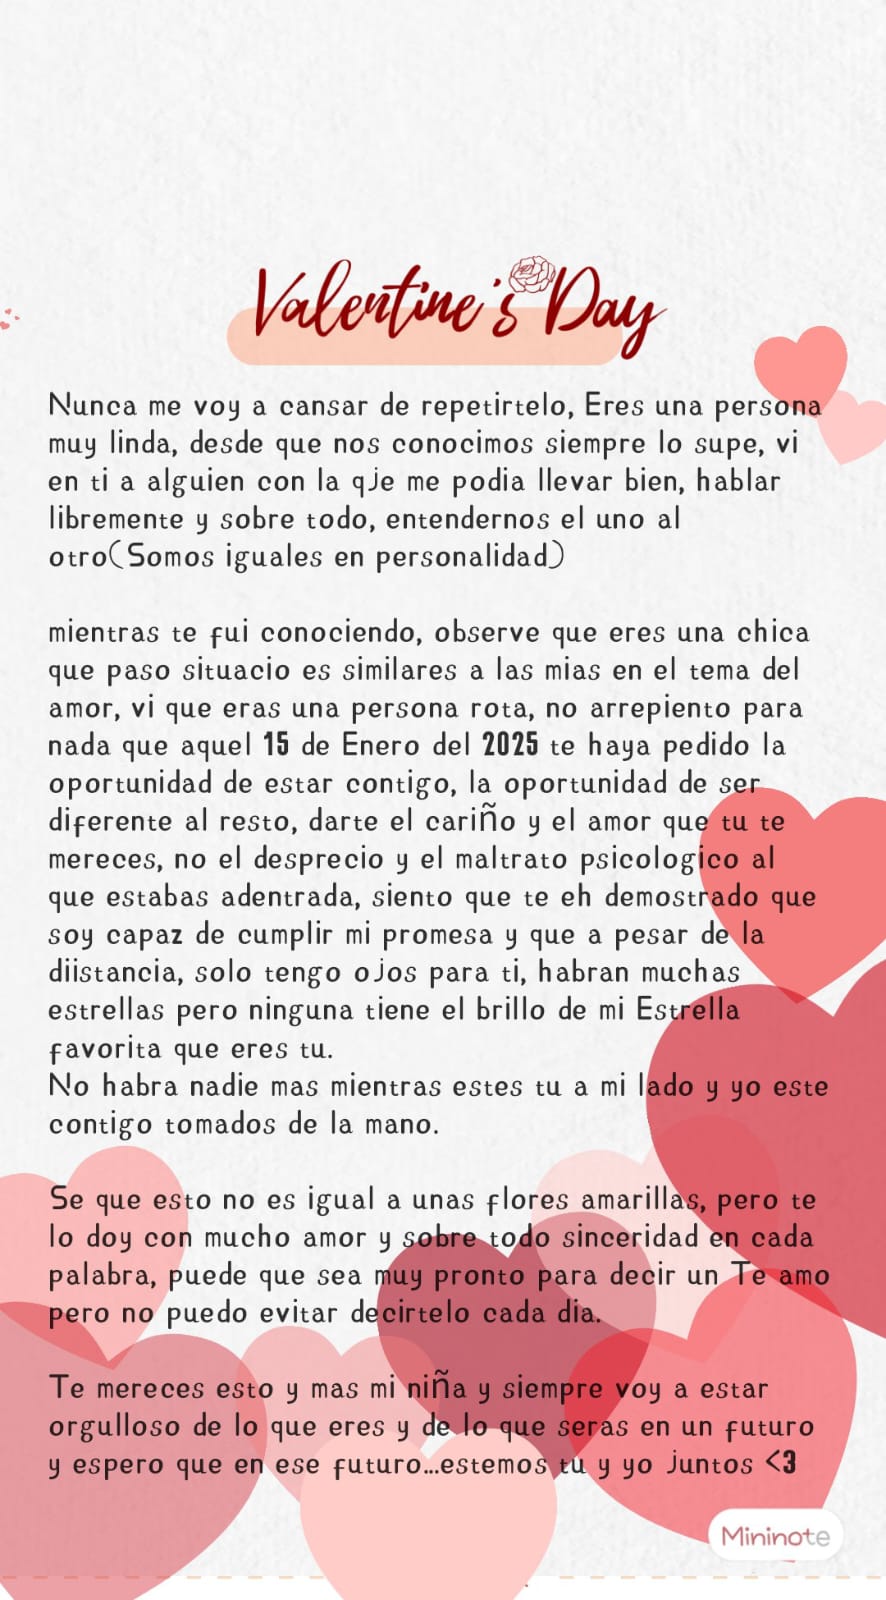 Valentine's Day
Nunca me voy a cansar de repetirtelo, Eres una persona
muy linda, desde que nos conocimos siempre lo supe, vi
en ti a alguien con la qje me podia llevar bien, hablar
libremente y sobre todo, entendernos el uno al
otro(Somos iguales en personalidad)
mientras te fui conociendo, observe que eres una chica
que paso situacio es similares a las mias en el tema del
amor, vi que eras una persona rota, no arrepiento para
nada que aquel 15 de Enero del 2025 te haya pedido la
oportunidad de estar contigo, la oportunidad de ser
diferente al resto, darte el cariño y el amor que tu te
mereces, no el desprecio y el maltrato psicologico al
que estabas adentrada, siento que te eh demostrado que
soy capaz de cumplir mi promesa y que a pesar de la
diistancia, solo tengo ojos para ti, habran muchas
estrellas pero ninguna tiene el brillo de mi Estrella
favorita que eres tu.
No habra nadie mas mientras estes tu a mi lado y yo este
contigo tomados de la mano.
Se que esto no es igual a unas flores amarillas, pero te
lo doy con mucho amor y sobre todo sinceridad en cada
palabra, puede que sea muy pronto para decir un Te amo
pero no puedo evitar decirtelo cada dia.
Te mereces esto y mas mi niña y siempre voy a estar
orgulloso de lo que eres y de lo que seras en un futuro
y espero que en ese futuro...estemos tu y yo juntos <3
Mininote